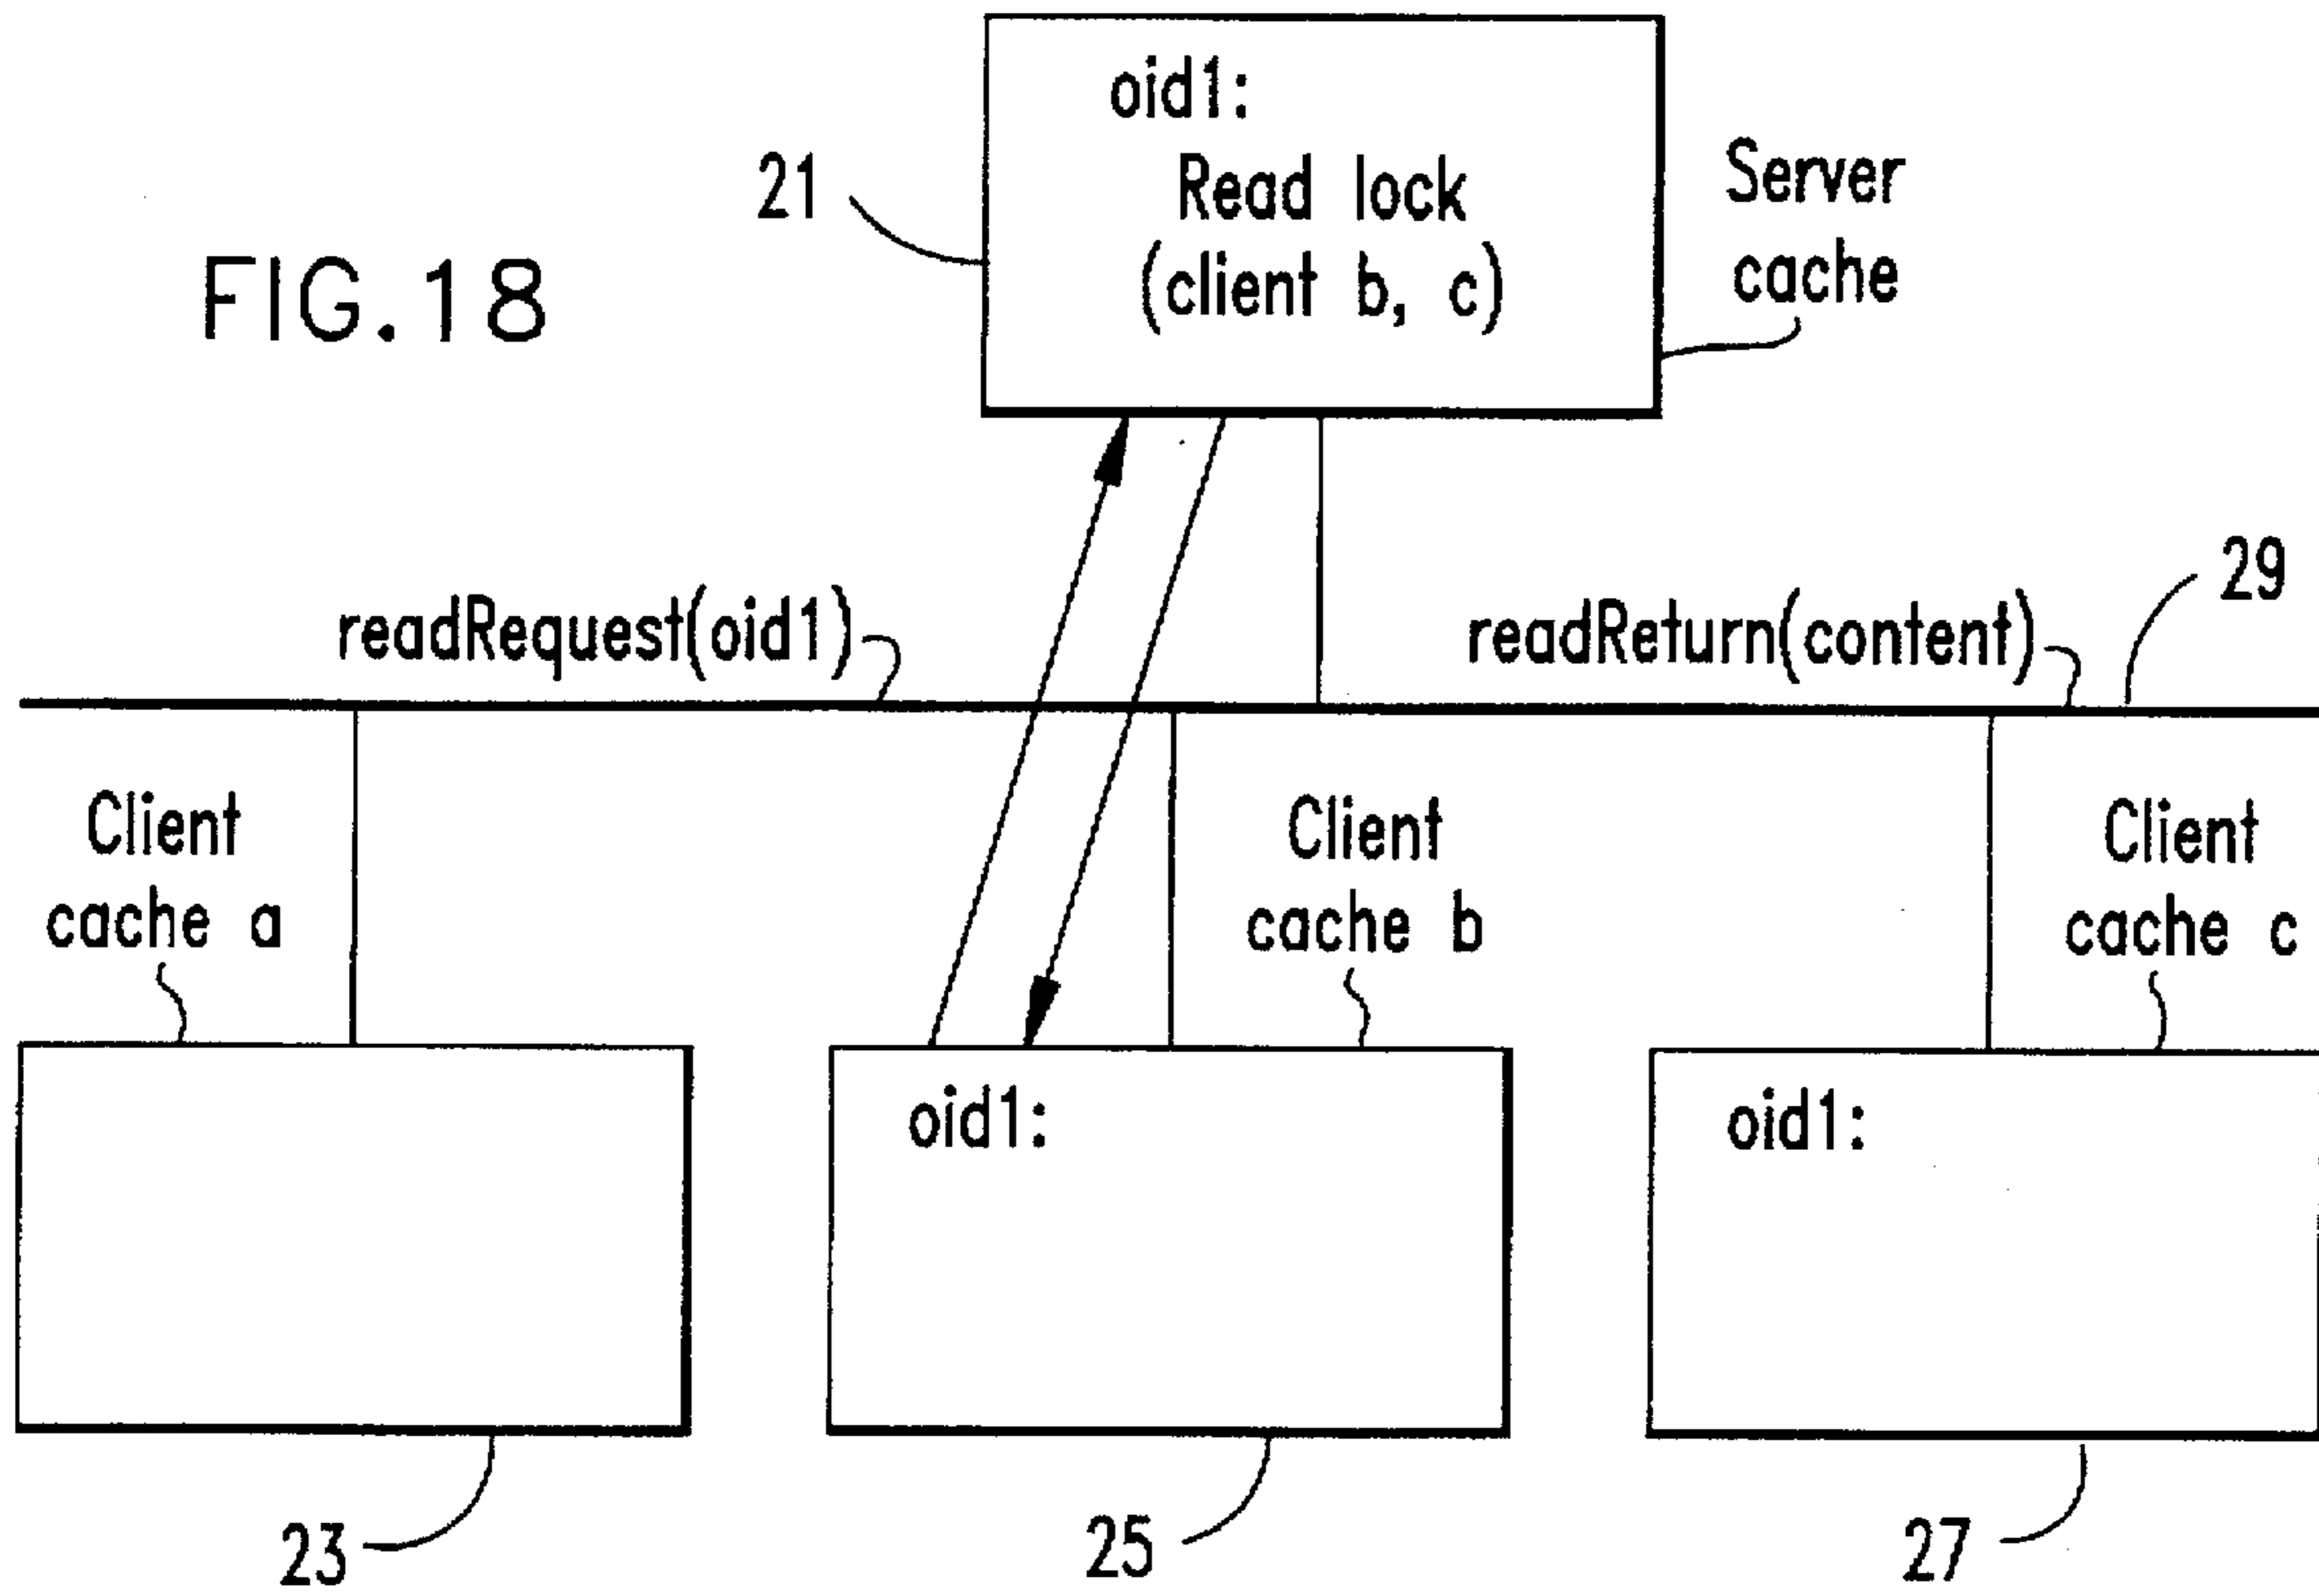 FIG.18
21
oid1:
Read lock
(client b, c)
Server
cache
readRequest(oid1)
readReturn(content)
29
Client
cache a
Client
cache b
Client
cache c
oid1:
oid1:
23
25
27